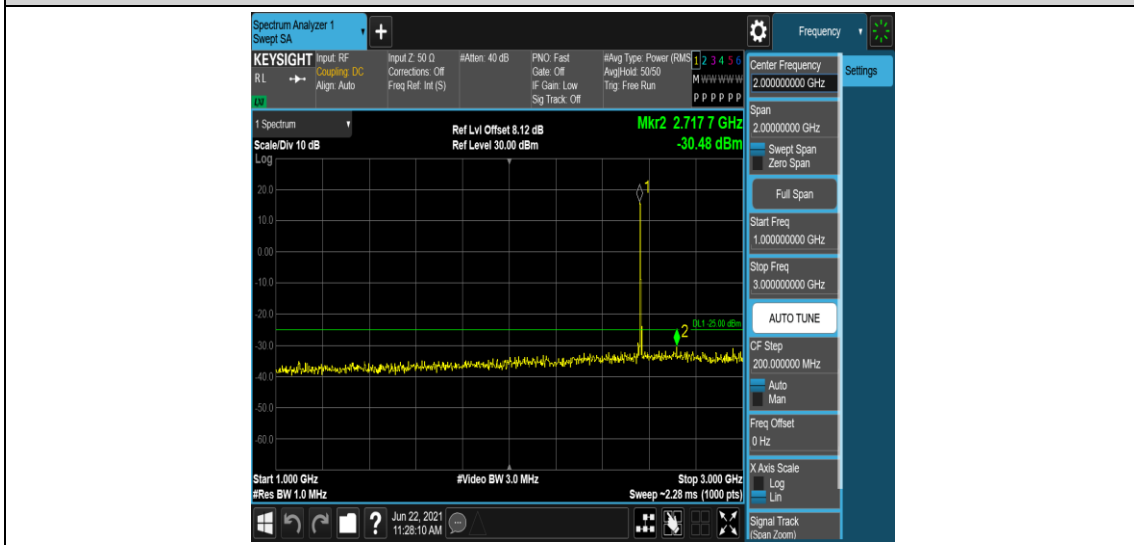 Spectrum Analyzer 1
Swept SA
+
Frequency
KEYSIGHT
RL
LXI
Input: RF
Coupling: DC
Align: Auto
Input Z: 50 Ω
Corrections: Off
Freq Ref: Int (S)
#Atten: 40 dB
PNO: Fast
Gate: Off
IF Gain: Low
Sig Track: Off
#Avg Type: Power (RMS
Avg|Hold: 50/50
Trig: Free Run
1 2 3 4 5 6
M W W W W W
P P P P P P
1 Spectrum
Scale/Div 10 dB
Ref Lvl Offset 8.12 dB
Ref Level 30.00 dBm
Mkr2 2.717 7 GHz
-30.48 dBm
Log
20.0
10.0
0.00
-10.0
-20.0
-30.0
-40.0
-50.0
-60.0
1
2
DL1 -25.00 dBm
Start 1.000 GHz
#Res BW 1.0 MHz
#Video BW 3.0 MHz
Stop 3.000 GHz
Sweep ~2.28 ms (1000 pts)
Center Frequency
2.000000000 GHz
Settings
Span
2.00000000 GHz
Swept Span
Zero Span
Full Span
Start Freq
1.000000000 GHz
Stop Freq
3.000000000 GHz
AUTO TUNE
CF Step
200.000000 MHz
Auto
Man
Freq Offset
0 Hz
X Axis Scale
Log
Lin
Signal Track
(Span Zoom)
?
Jun 22, 2021
11:28:10 AM